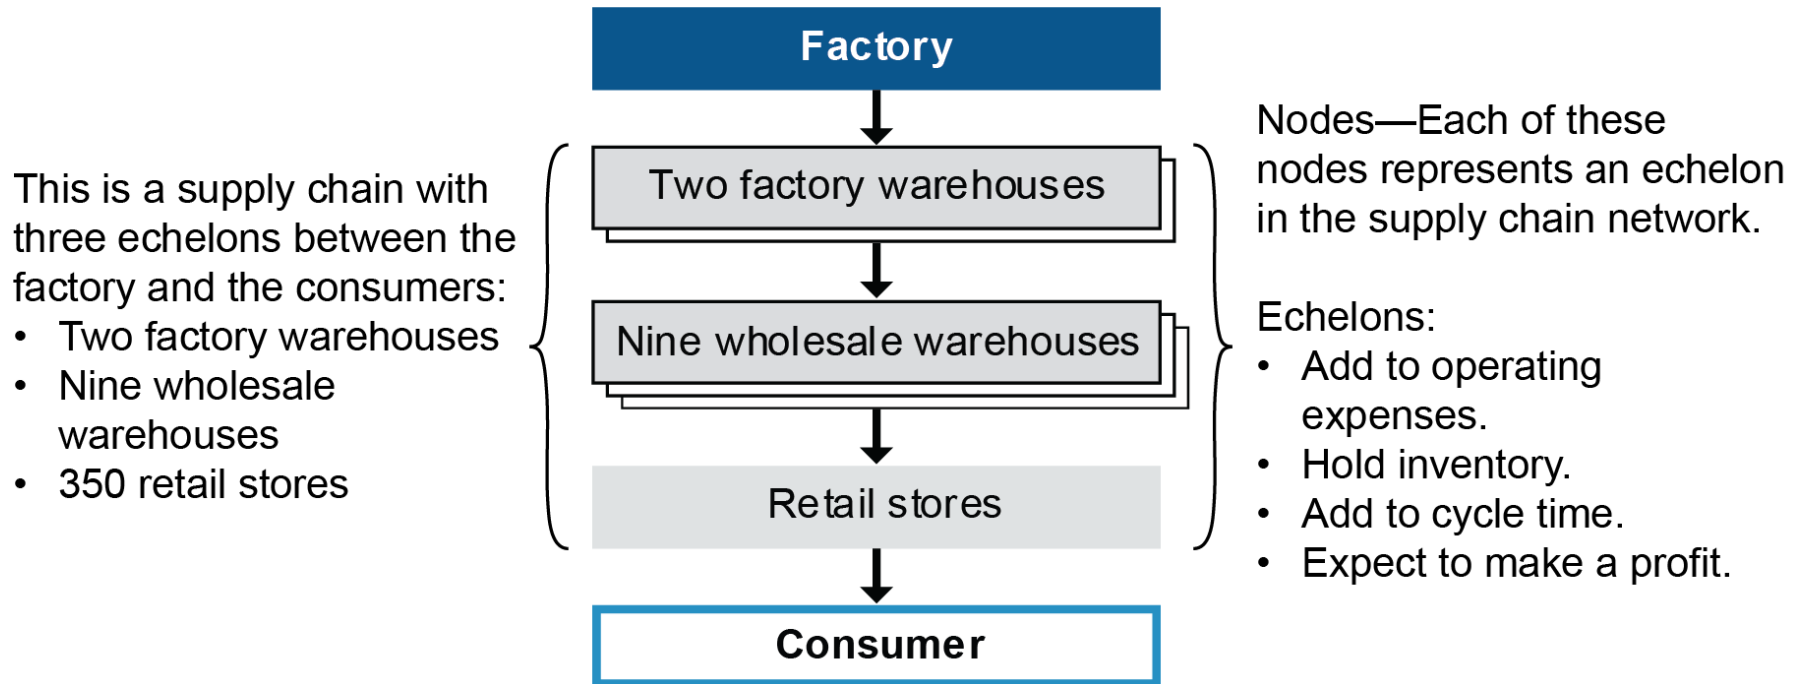 Factory
This is a supply chain with
three echelons between the
factory and the consumers:
• Two factory warehouses
• Nine wholesale
warehouses
• 350 retail stores
Two factory warehouses
Nine wholesale warehouses
Retail stores
Consumer
Nodes—Each of these
nodes represents an echelon
in the supply chain network.
Echelons:
• Add to operating
expenses.
• Hold inventory.
• Add to cycle time.
• Expect to make a profit.